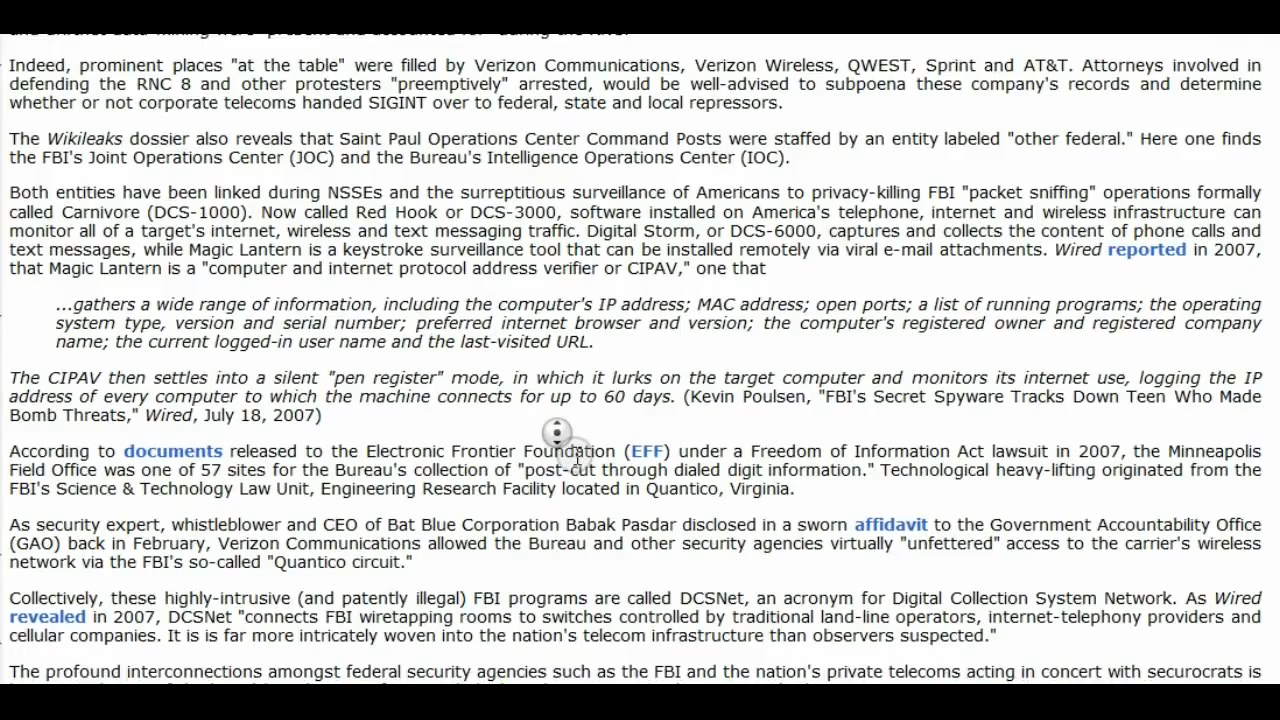 Indeed, prominent places "at the table" were filled by Verizon Communications, Verizon Wireless, QWEST, Sprint and AT&T. Attorneys involved in
defending the RNC 8 and other protesters "preemptively" arrested, would be well-advised to subpoena these company's records and determine
whether or not corporate telecoms handed SIGINT over to federal, state and local repressors.
The Wikileaks dossier also reveals that Saint Paul Operations Center Command Posts were staffed by an entity labeled "other federal." Here one finds
the FBI's Joint Operations Center (JOC) and the Bureau's Intelligence Operations Center (IOC).
Both entities have been linked during NSSEs and the surreptitious surveillance of Americans to privacy-killing FBI "packet sniffing" operations formally
called Carnivore (DCS-1000). Now called Red Hook or DCS-3000, software installed on America's telephone, internet and wireless infrastructure can
monitor all of a target's internet, wireless and text messaging traffic. Digital Storm, or DCS-6000, captures and collects the content of phone calls and
text messages, while Magic Lantern is a keystroke surveillance tool that can be installed remotely via viral e-mail attachments. Wired reported in 2007,
that Magic Lantern is a "computer and internet protocol address verifier or CIPAV," one that
...gathers a wide range of information, including the computer's IP address; MAC address; open ports; a list of running programs; the operating
system type, version and serial number; preferred internet browser and version; the computer's registered owner and registered company
name; the current logged-in user name and the last-visited URL.
The CIPAV then settles into a silent "pen register" mode, in which it lurks on the target computer and monitors its internet use, logging the IP
address of every computer to which the machine connects for up to 60 days. (Kevin Poulsen, "FBI's Secret Spyware Tracks Down Teen Who Made
Bomb Threats," Wired, July 18, 2007)
According to documents released to the Electronic Frontier Foundation (EFF) under a Freedom of Information Act lawsuit in 2007, the Minneapolis
Field Office was one of 57 sites for the Bureau's collection of "post-cut through dialed digit information." Technological heavy-lifting originated from the
FBI's Science & Technology Law Unit, Engineering Research Facility located in Quantico, Virginia.
As security expert, whistleblower and CEO of Bat Blue Corporation Babak Pasdar disclosed in a sworn affidavit to the Government Accountability Office
(GAO) back in February, Verizon Communications allowed the Bureau and other security agencies virtually "unfettered" access to the carrier's wireless
network via the FBI's so-called "Quantico circuit."
Collectively, these highly-intrusive (and patently illegal) FBI programs are called DCSNet, an acronym for Digital Collection System Network. As Wired
revealed in 2007, DCSNet "connects FBI wiretapping rooms to switches controlled by traditional land-line operators, internet-telephony providers and
cellular companies. It is is far more intricately woven into the nation's telecom infrastructure than observers suspected."
The profound interconnections amongst federal security agencies such as the FBI and the nation's private telecoms acting in concert with securocrats is